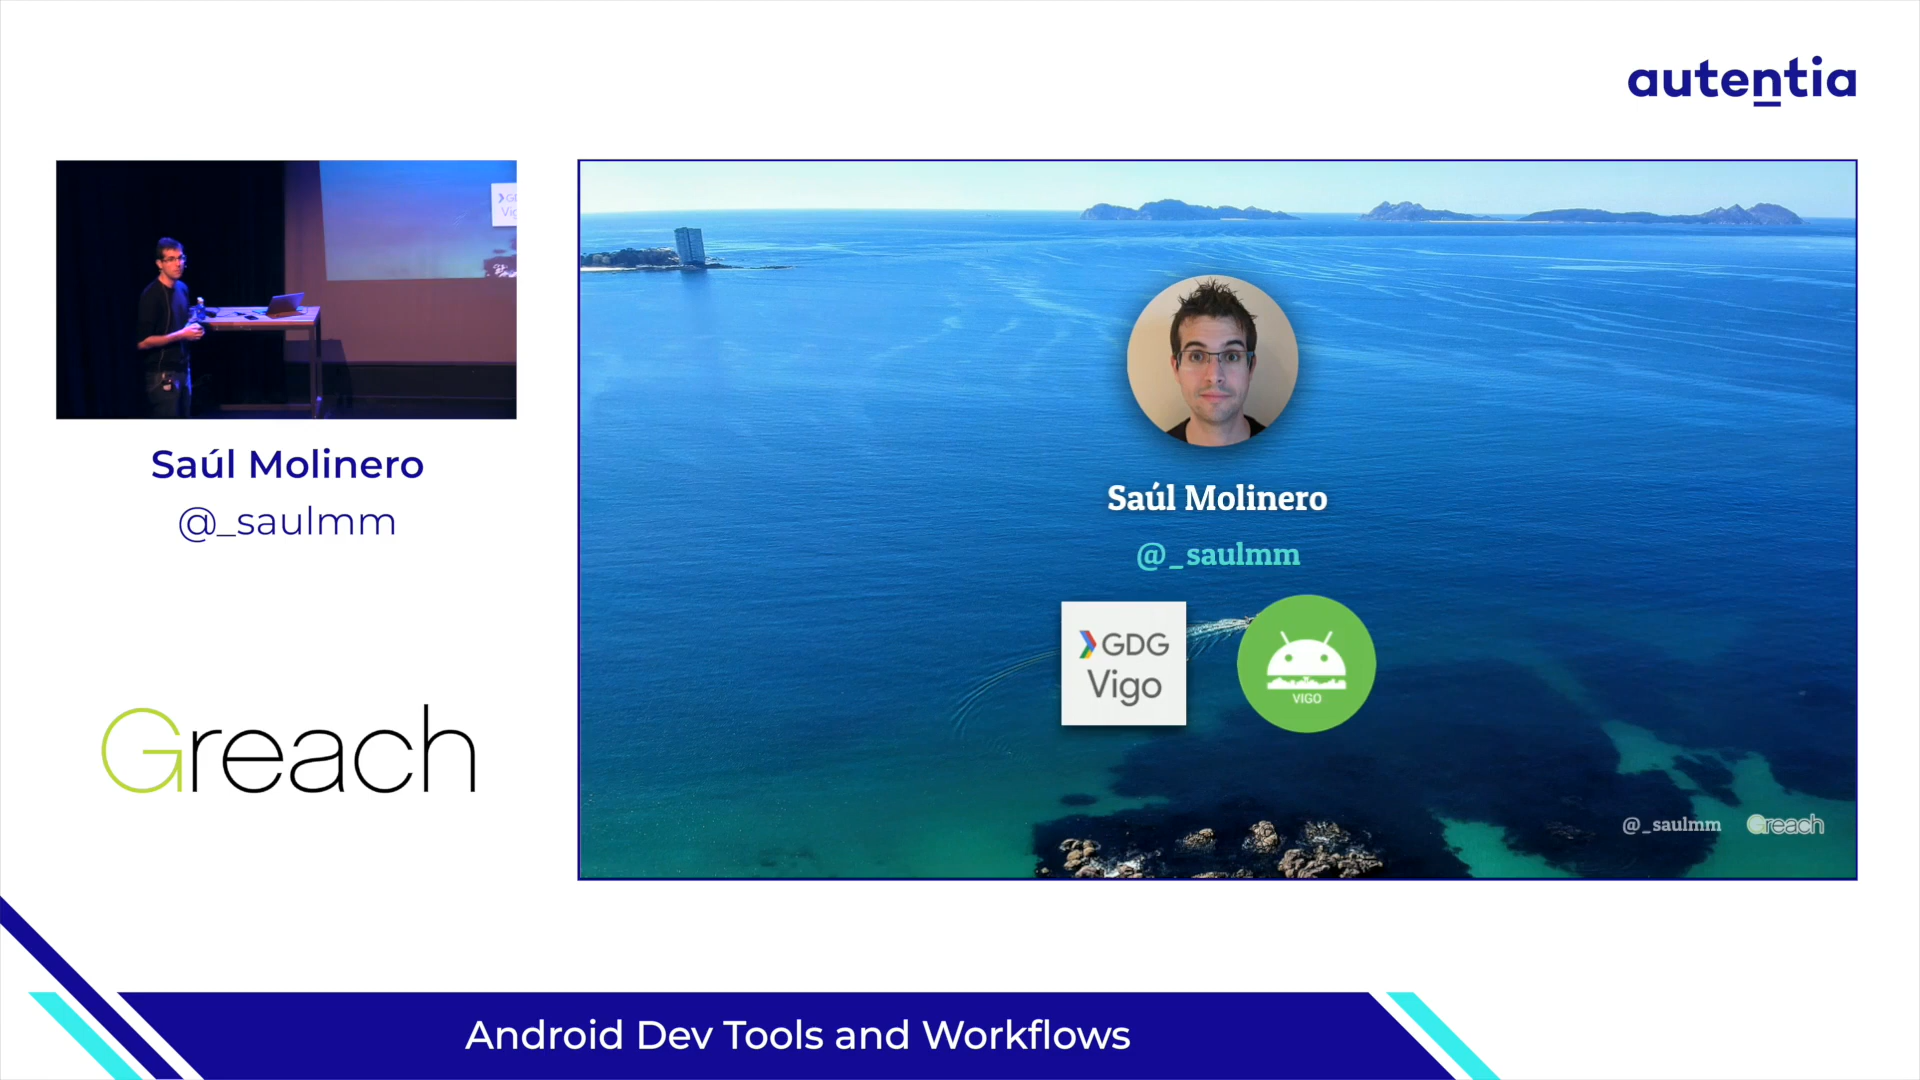 autentia
Saúl Molinero
@_saulmm
Greach
Saúl Molinero
@_saulmm
GDG
Vigo
VIGO
@_saulmm
Greach
Android Dev Tools and Workflows